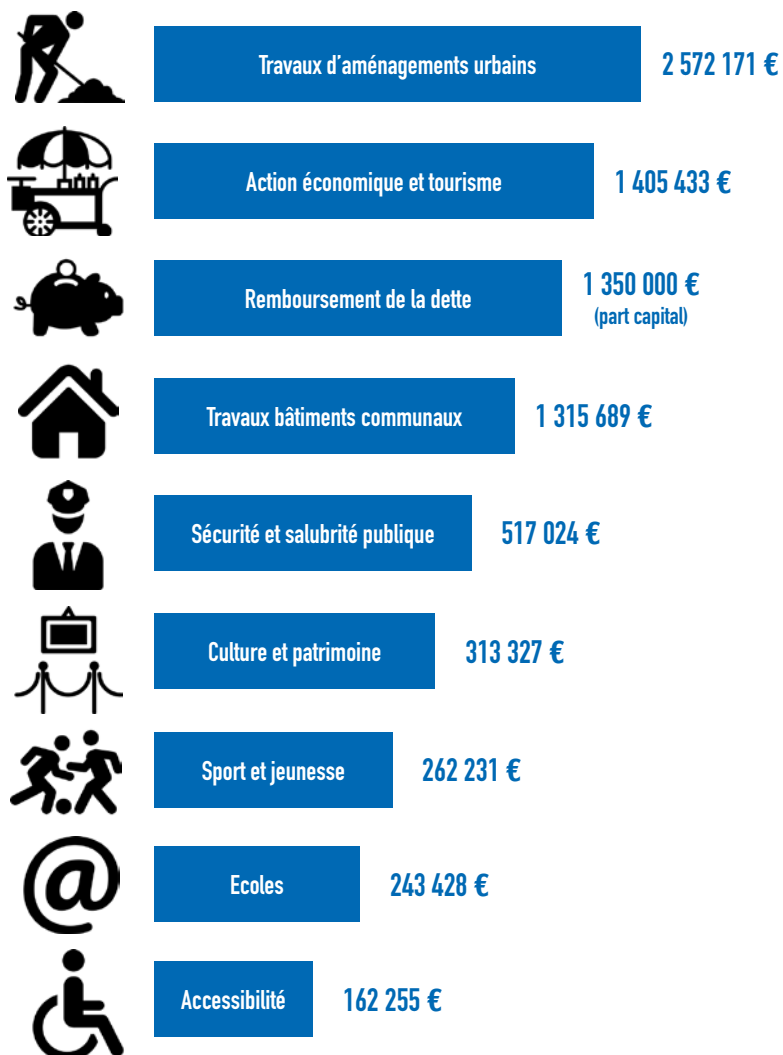 Travaux d'aménagements urbains 2 572 171 €
Action économique et tourisme 1 405 433 €
Remboursement de la dette 1 350 000 €
(part capital)
Travaux bâtiments communaux 1 315 689 €
Sécurité et salubrité publique 517 024 €
Culture et patrimoine 313 327 €
Sport et jeunesse 262 231 €
@
Ecoles 243 428 €
Accessibilité 162 255 €